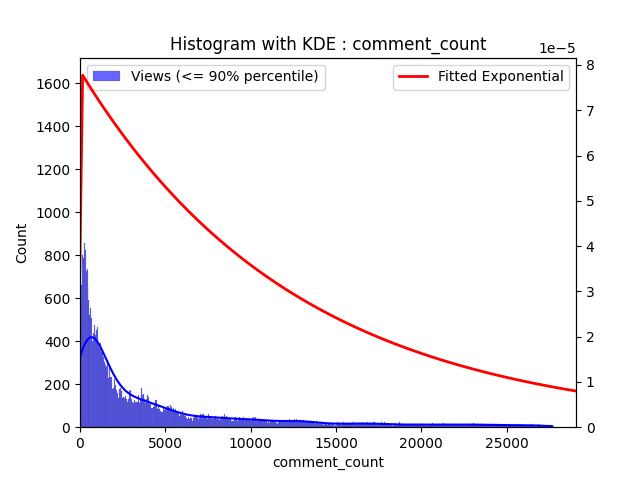 Histogram with KDE : comment_count
1e−5
Views (<= 90% percentile)
Fitted Exponential
Count
1600
1400
1200
1000
800
600
400
200
0
8
7
6
5
4
3
2
1
0
0 5000 10000 15000 20000 25000
comment_count